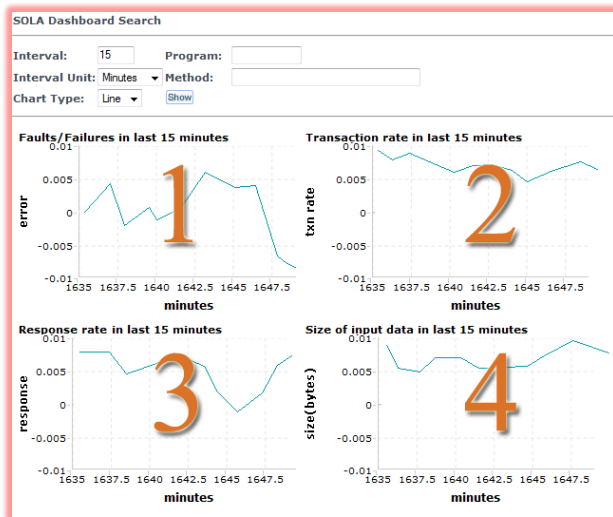 SOLA Dashboard Search
Interval: 15 Program:
Interval Unit: Minutes Method:
Chart Type: Line Show
Faults/Failures in last 15 minutes
0.01
0.005
0
-0.005
-0.01
error
1
1635 1637.5 1640 1642.5 1645 1647.5
minutes
Transaction rate in last 15 minutes
0.01
0.005
0
-0.005
-0.01
txn rate
2
1635 1637.5 1640 1642.5 1645 1647.5
minutes
Response rate in last 15 minutes
0.01
0.005
0
-0.005
-0.01
response
3
1635 1637.5 1640 1642.5 1645 1647.5
minutes
Size of input data in last 15 minutes
0.01
0.005
0
-0.005
-0.01
size(bytes)
4
1635 1637.5 1640 1642.5 1645 1647.5
minutes